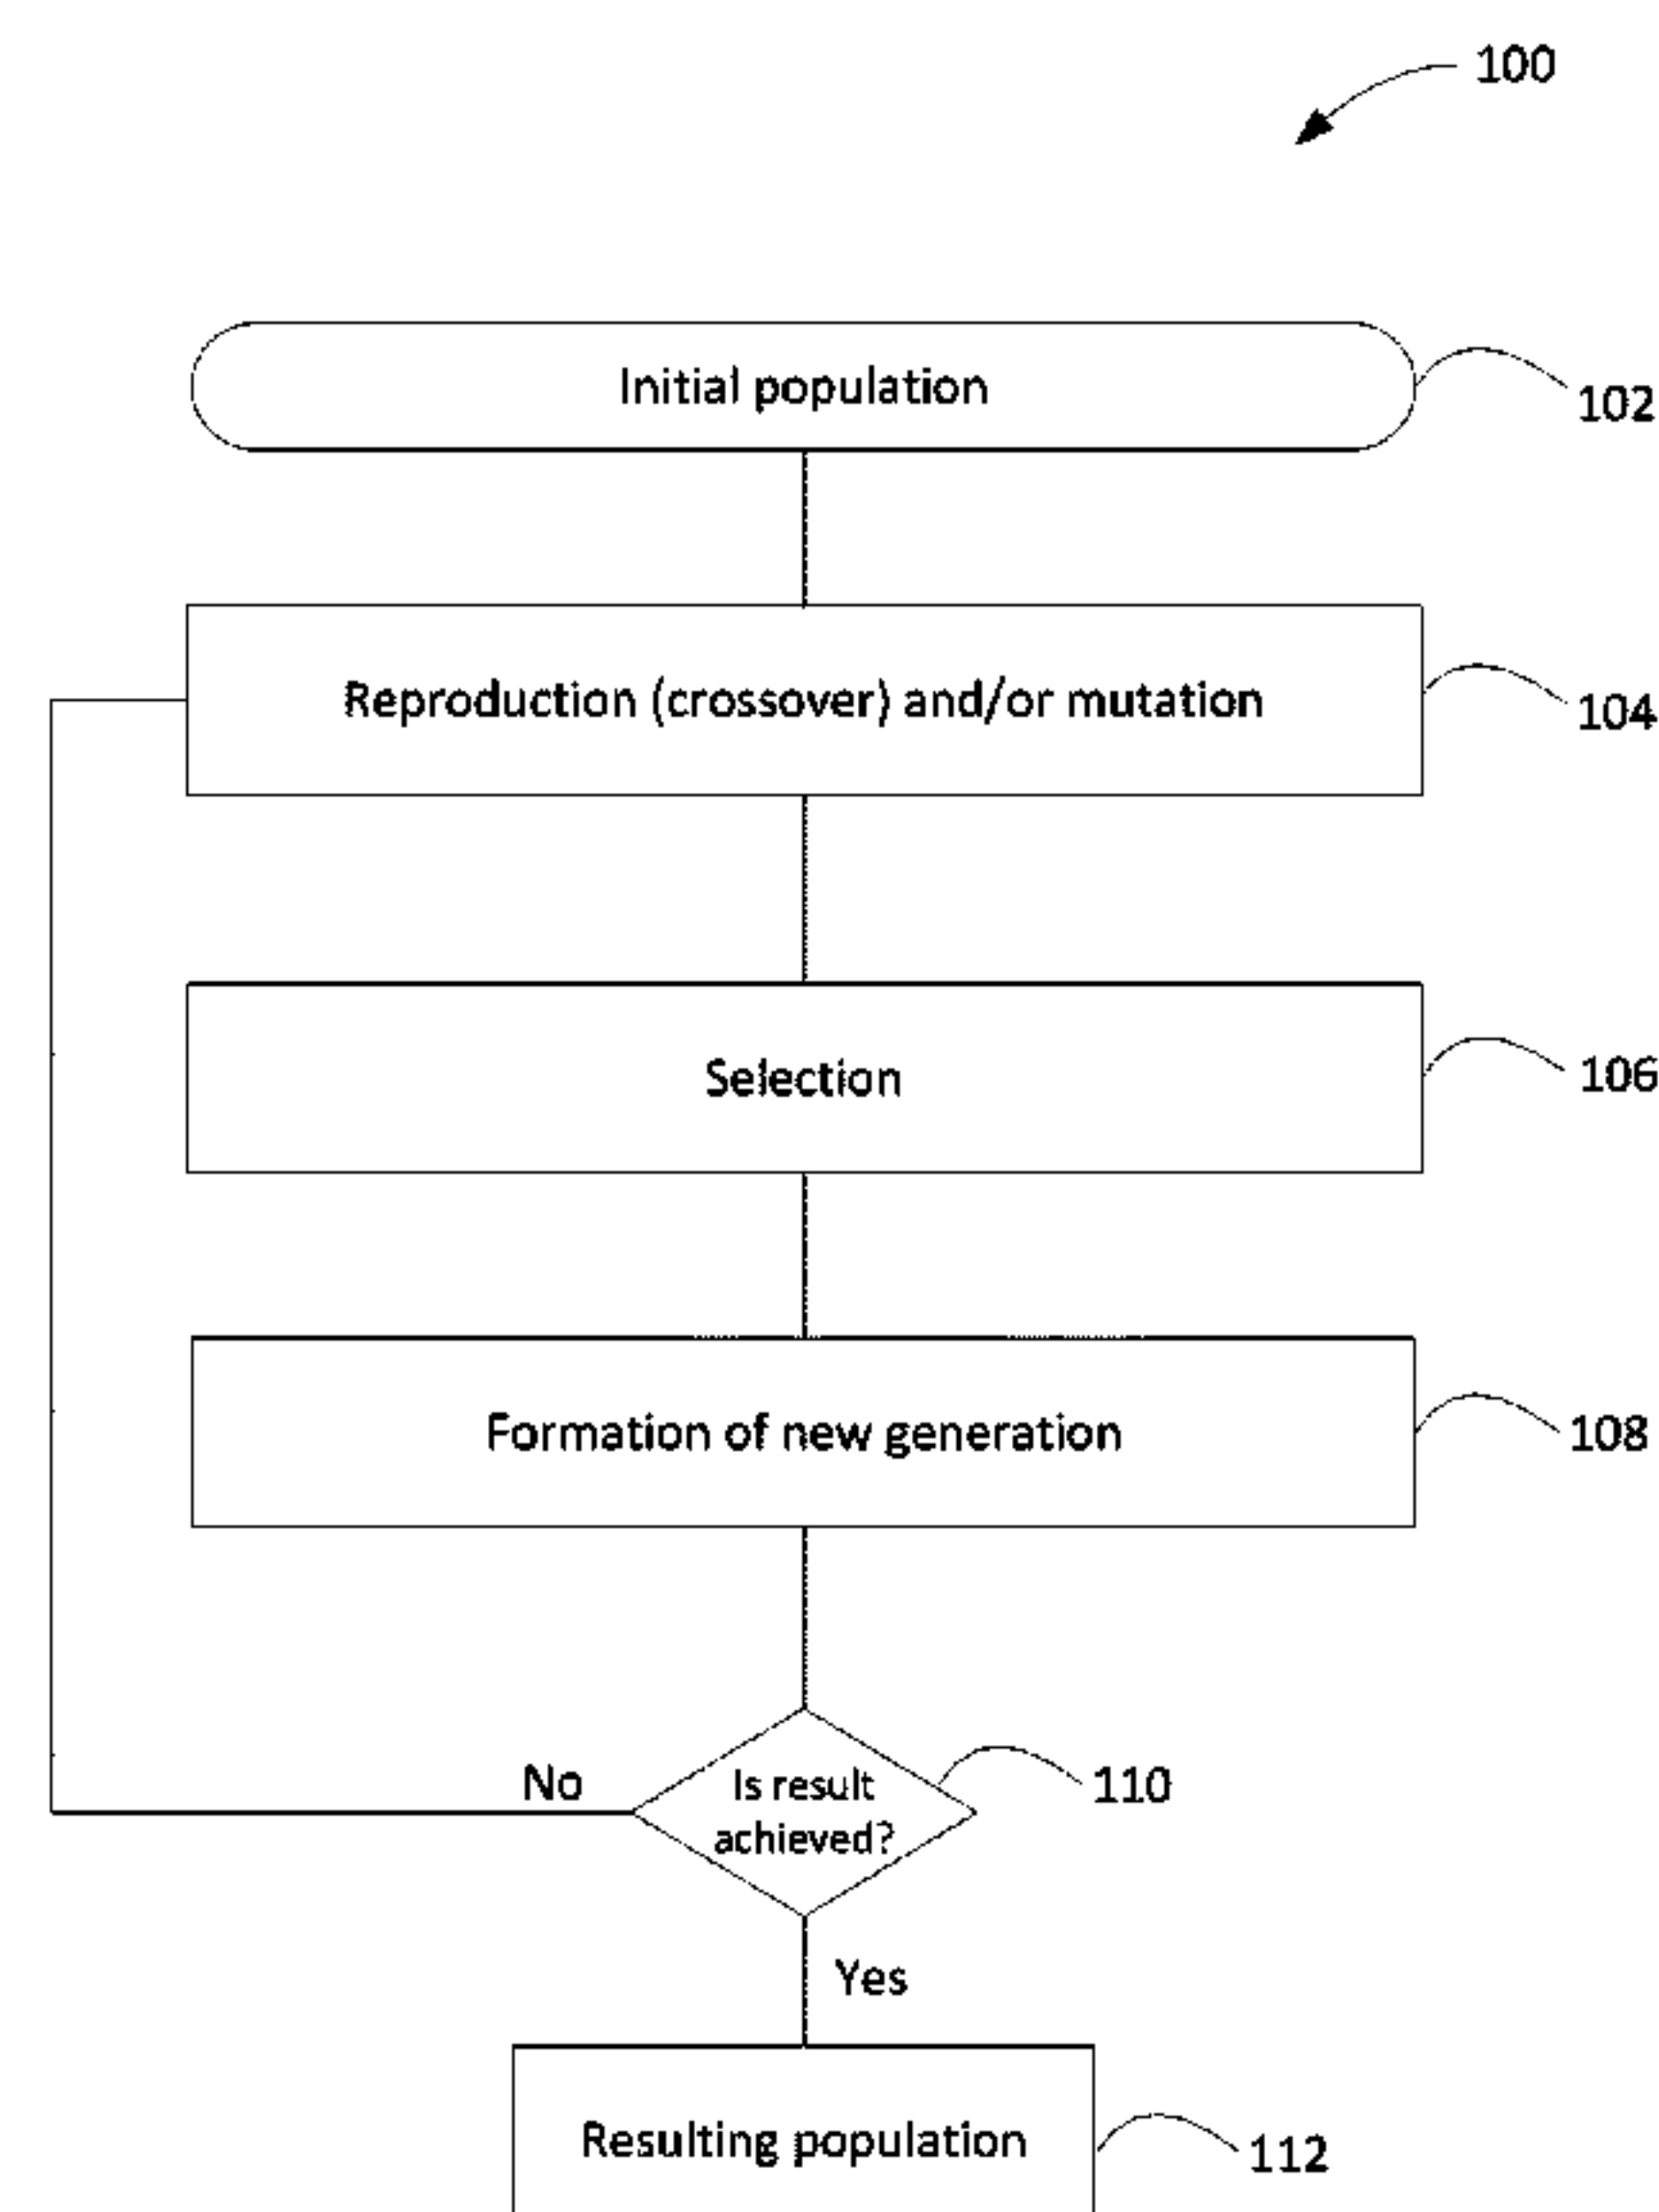 100
Initial population
102
Reproduction (crossover) and/or mutation
104
Selection
106
Formation of new generation
108
No
Is result
achieved?
110
Yes
Resulting population
112